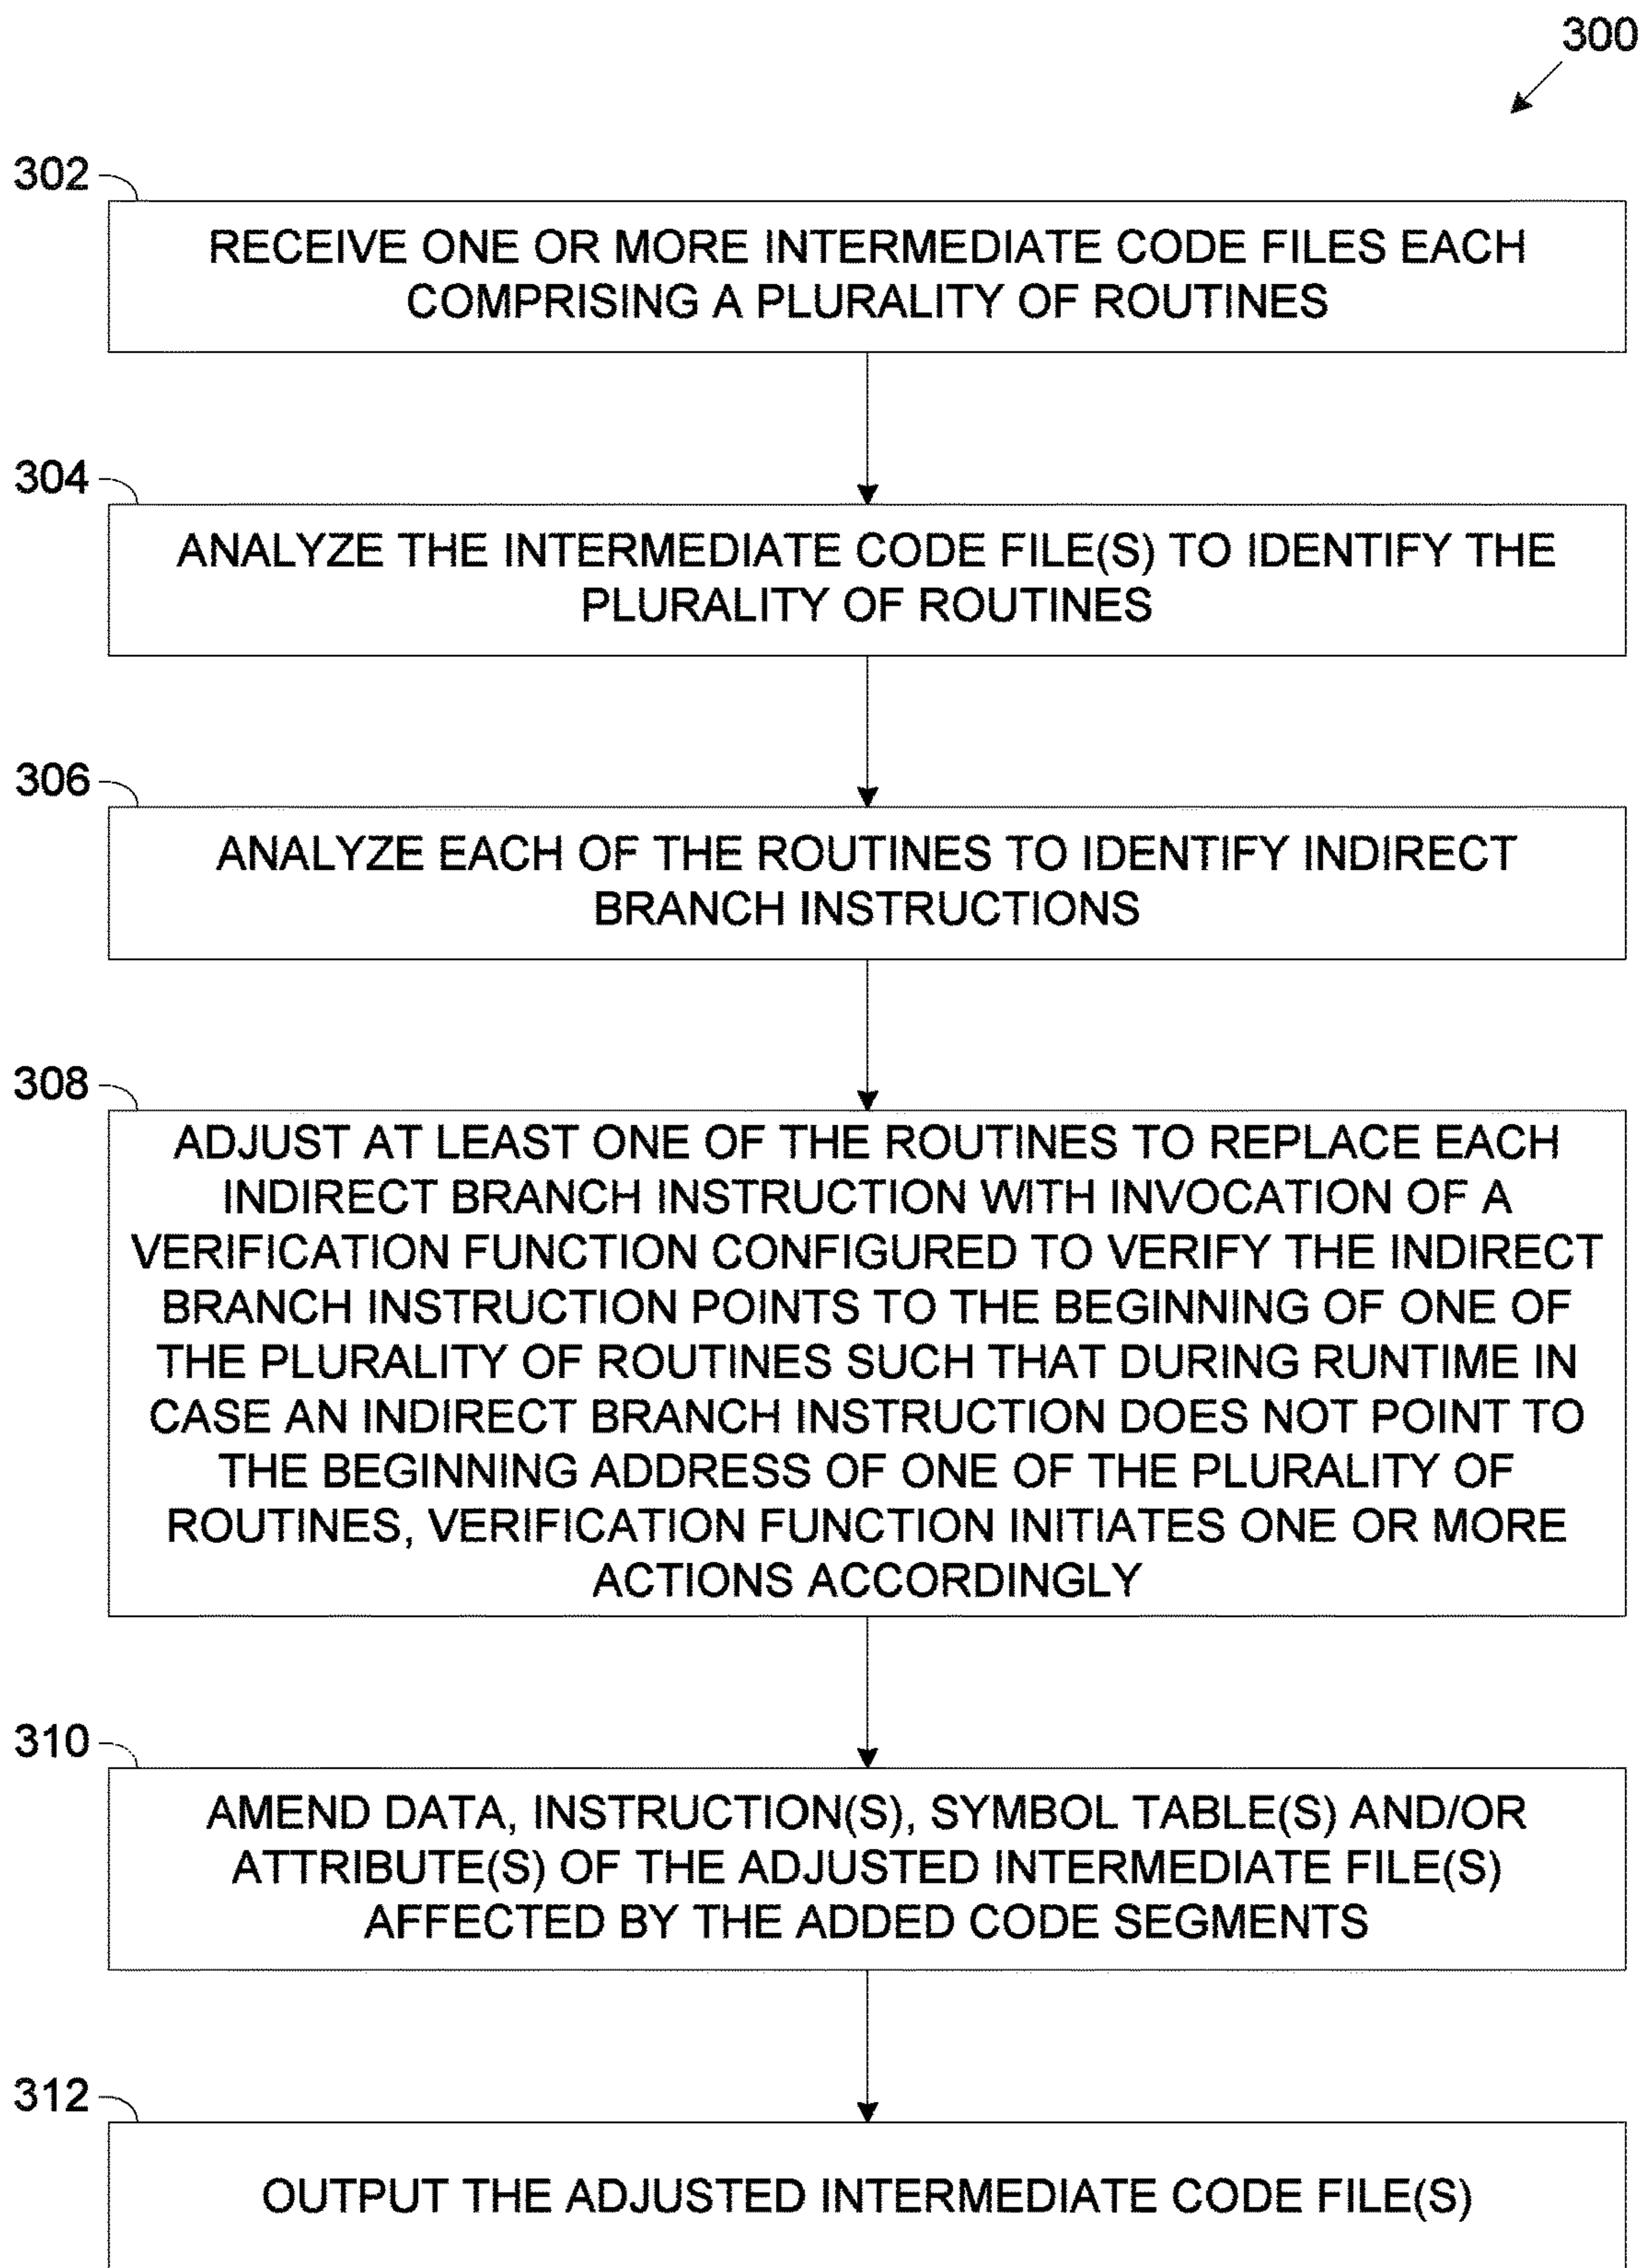 300
302
RECEIVE ONE OR MORE INTERMEDIATE CODE FILES EACH
COMPRISING A PLURALITY OF ROUTINES
304
ANALYZE THE INTERMEDIATE CODE FILE(S) TO IDENTIFY THE
PLURALITY OF ROUTINES
306
ANALYZE EACH OF THE ROUTINES TO IDENTIFY INDIRECT
BRANCH INSTRUCTIONS
308
ADJUST AT LEAST ONE OF THE ROUTINES TO REPLACE EACH
INDIRECT BRANCH INSTRUCTION WITH INVOCATION OF A
VERIFICATION FUNCTION CONFIGURED TO VERIFY THE INDIRECT
BRANCH INSTRUCTION POINTS TO THE BEGINNING OF ONE OF
THE PLURALITY OF ROUTINES SUCH THAT DURING RUNTIME IN
CASE AN INDIRECT BRANCH INSTRUCTION DOES NOT POINT TO
THE BEGINNING ADDRESS OF ONE OF THE PLURALITY OF
ROUTINES, VERIFICATION FUNCTION INITIATES ONE OR MORE
ACTIONS ACCORDINGLY
310
AMEND DATA, INSTRUCTION(S), SYMBOL TABLE(S) AND/OR
ATTRIBUTE(S) OF THE ADJUSTED INTERMEDIATE FILE(S)
AFFECTED BY THE ADDED CODE SEGMENTS
312
OUTPUT THE ADJUSTED INTERMEDIATE CODE FILE(S)